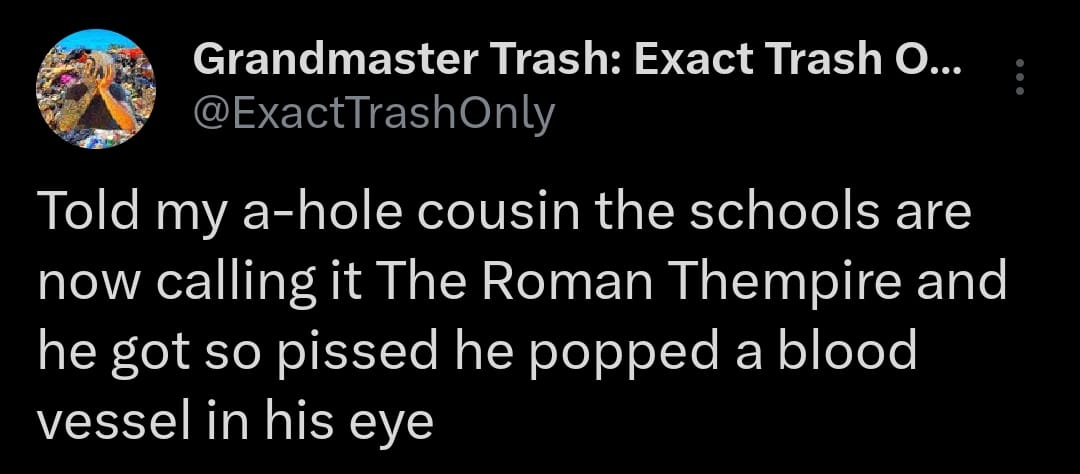 Grandmaster Trash: Exact Trash O...
@ExactTrashOnly
Told my a-hole cousin the schools are
now calling it The Roman Thempire and
he got so pissed he popped a blood
vessel in his eye